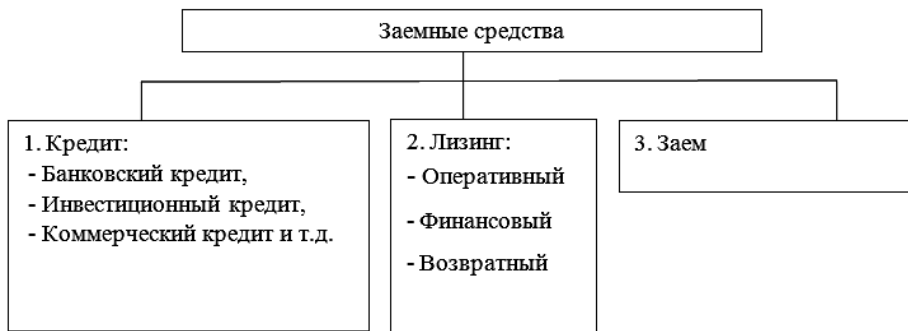 Заемные средства
1. Кредит:
- Банковский кредит,
- Инвестиционный кредит,
- Коммерческий кредит и т.д.
2. Лизинг:
- Оперативный
- Финансовый
- Возвратный
3. Заем